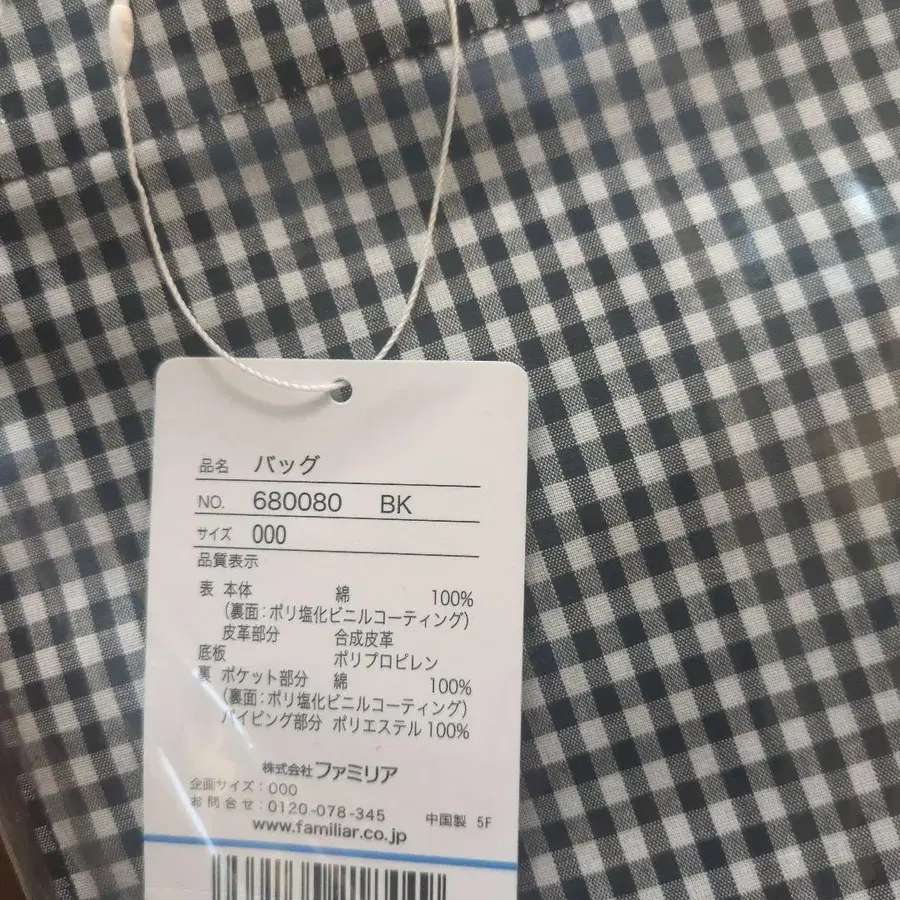 品名 バッグ
NO. 680080 BK
サイズ 000
品質表示
表 本体 綿 100%
(裏面:ポリ塩化ビニルコーティング)
皮革部分 合成皮革
底板 ポリプロピレン
裏 ポケット部分 綿 100%
(裏面:ポリ塩化ビニルコーティング)
パイピング部分 ポリエステル 100%
株式会社ファミリア
企画サイズ:000
お問合せ:0120-078-345 中国製 5F
www.familiar.co.jp